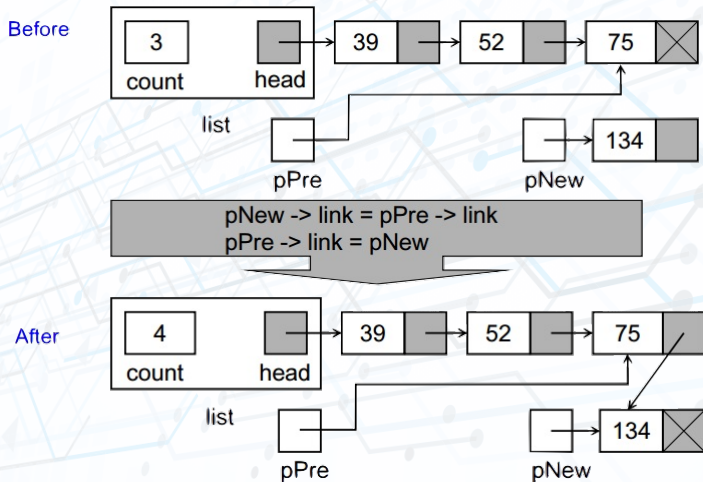 Before
3
39
52
75
count
head
list
134
pPre
pNew
pNew -> link = pPre -> link
pPre -> link = pNew
After
4
39
52
75
count
head
list
134
pPre
pNew